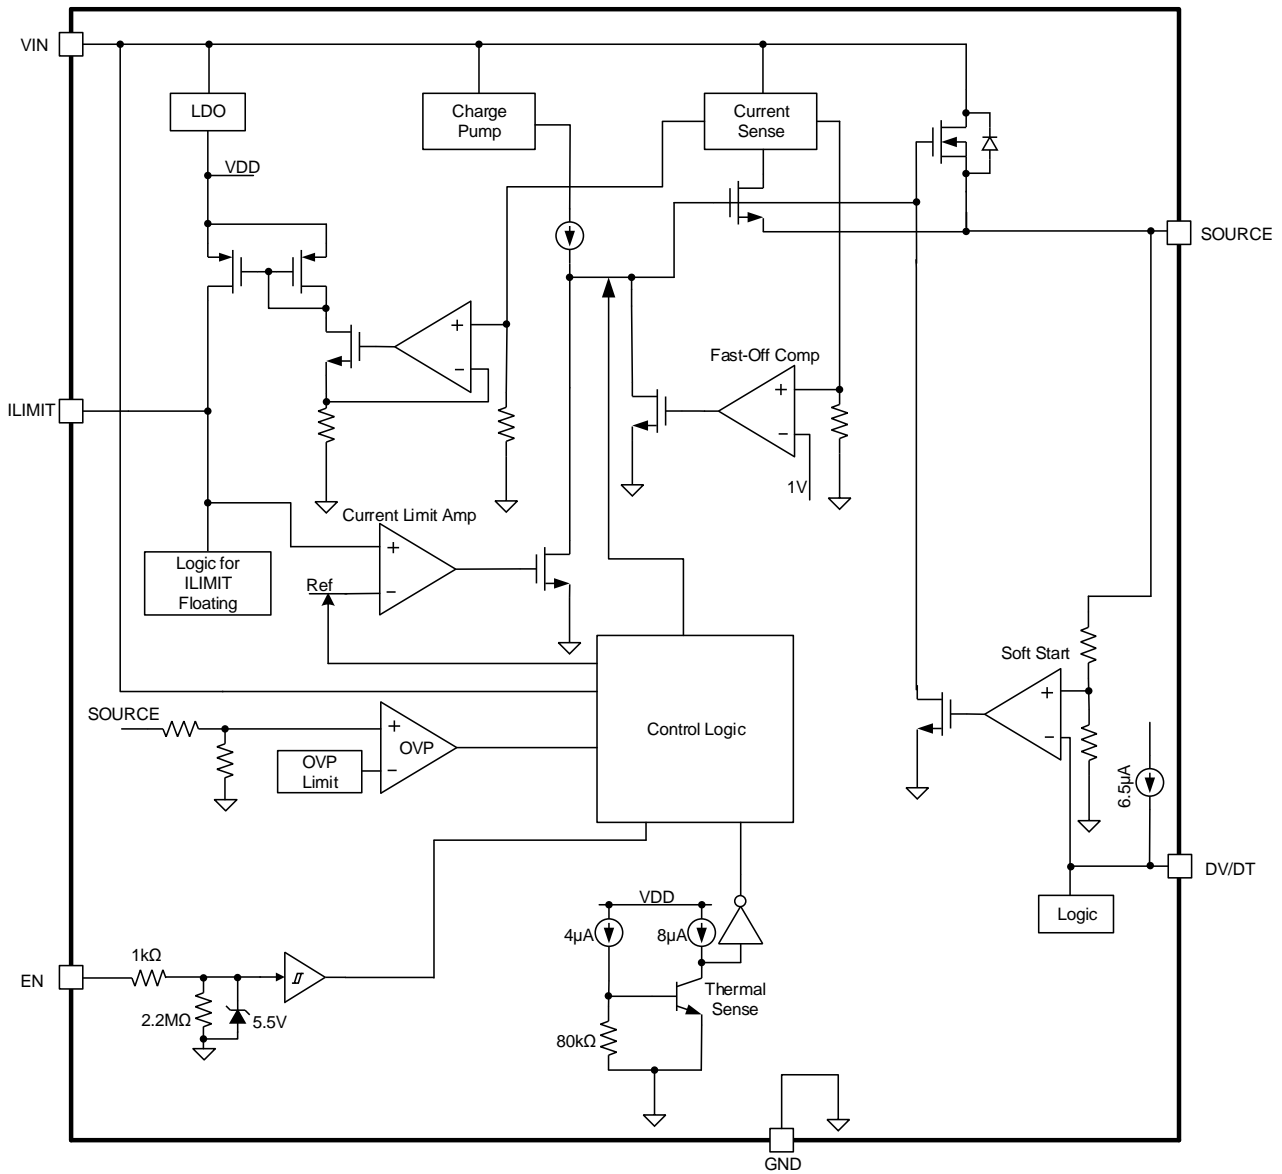 VIN
LDO
Charge
Pump
Current
Sense
VDD
SOURCE
+
−
Fast-Off Comp
+
−
1V
ILIMIT
Current Limit Amp
+
−
Ref
Logic for
ILIMIT
Floating
Soft Start
+
−
SOURCE
+
OVP
−
OVP
Limit
Control Logic
6.5µA
DV/DT
Logic
VDD
4µA
8µA
Thermal
Sense
80kΩ
EN
1kΩ
2.2MΩ
5.5V
GND